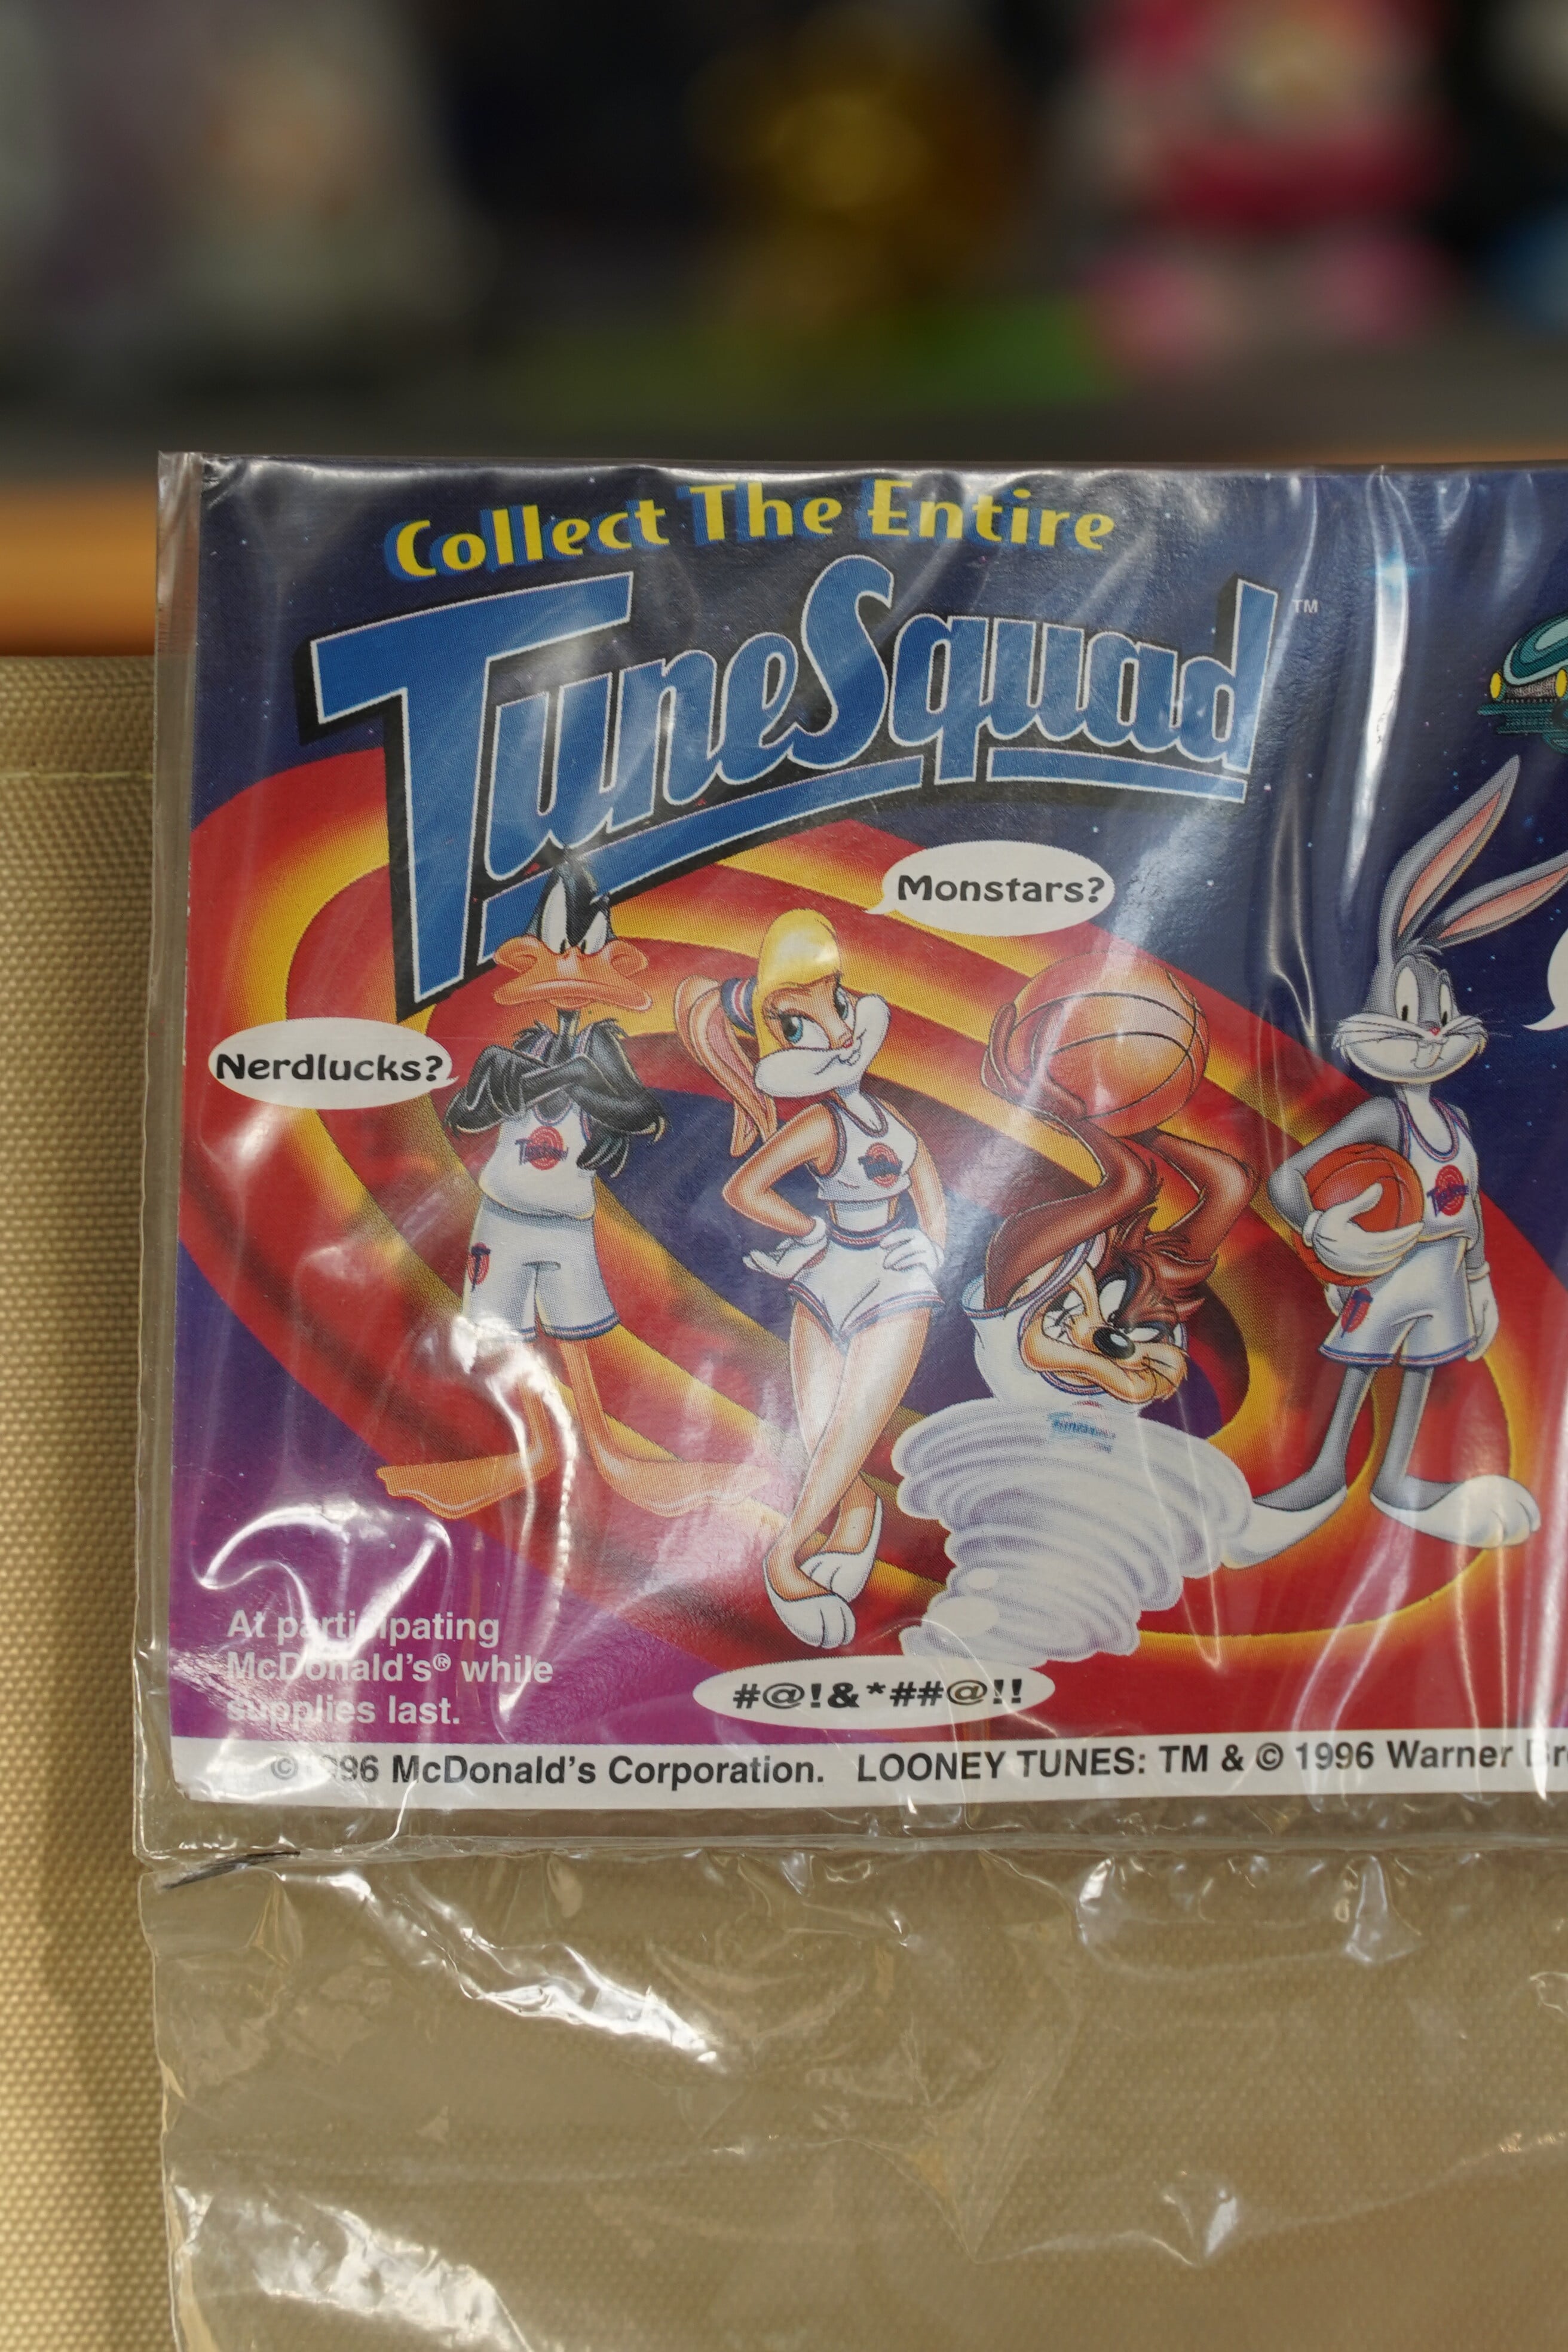 Collect The Entire
TuneSquad™
Monstars?
Nerdlucks?
At participating
McDonald's® while
supplies last.
#@!&*##@!!
© 1996 McDonald's Corporation. LOONEY TUNES: TM & © 1996 Warner